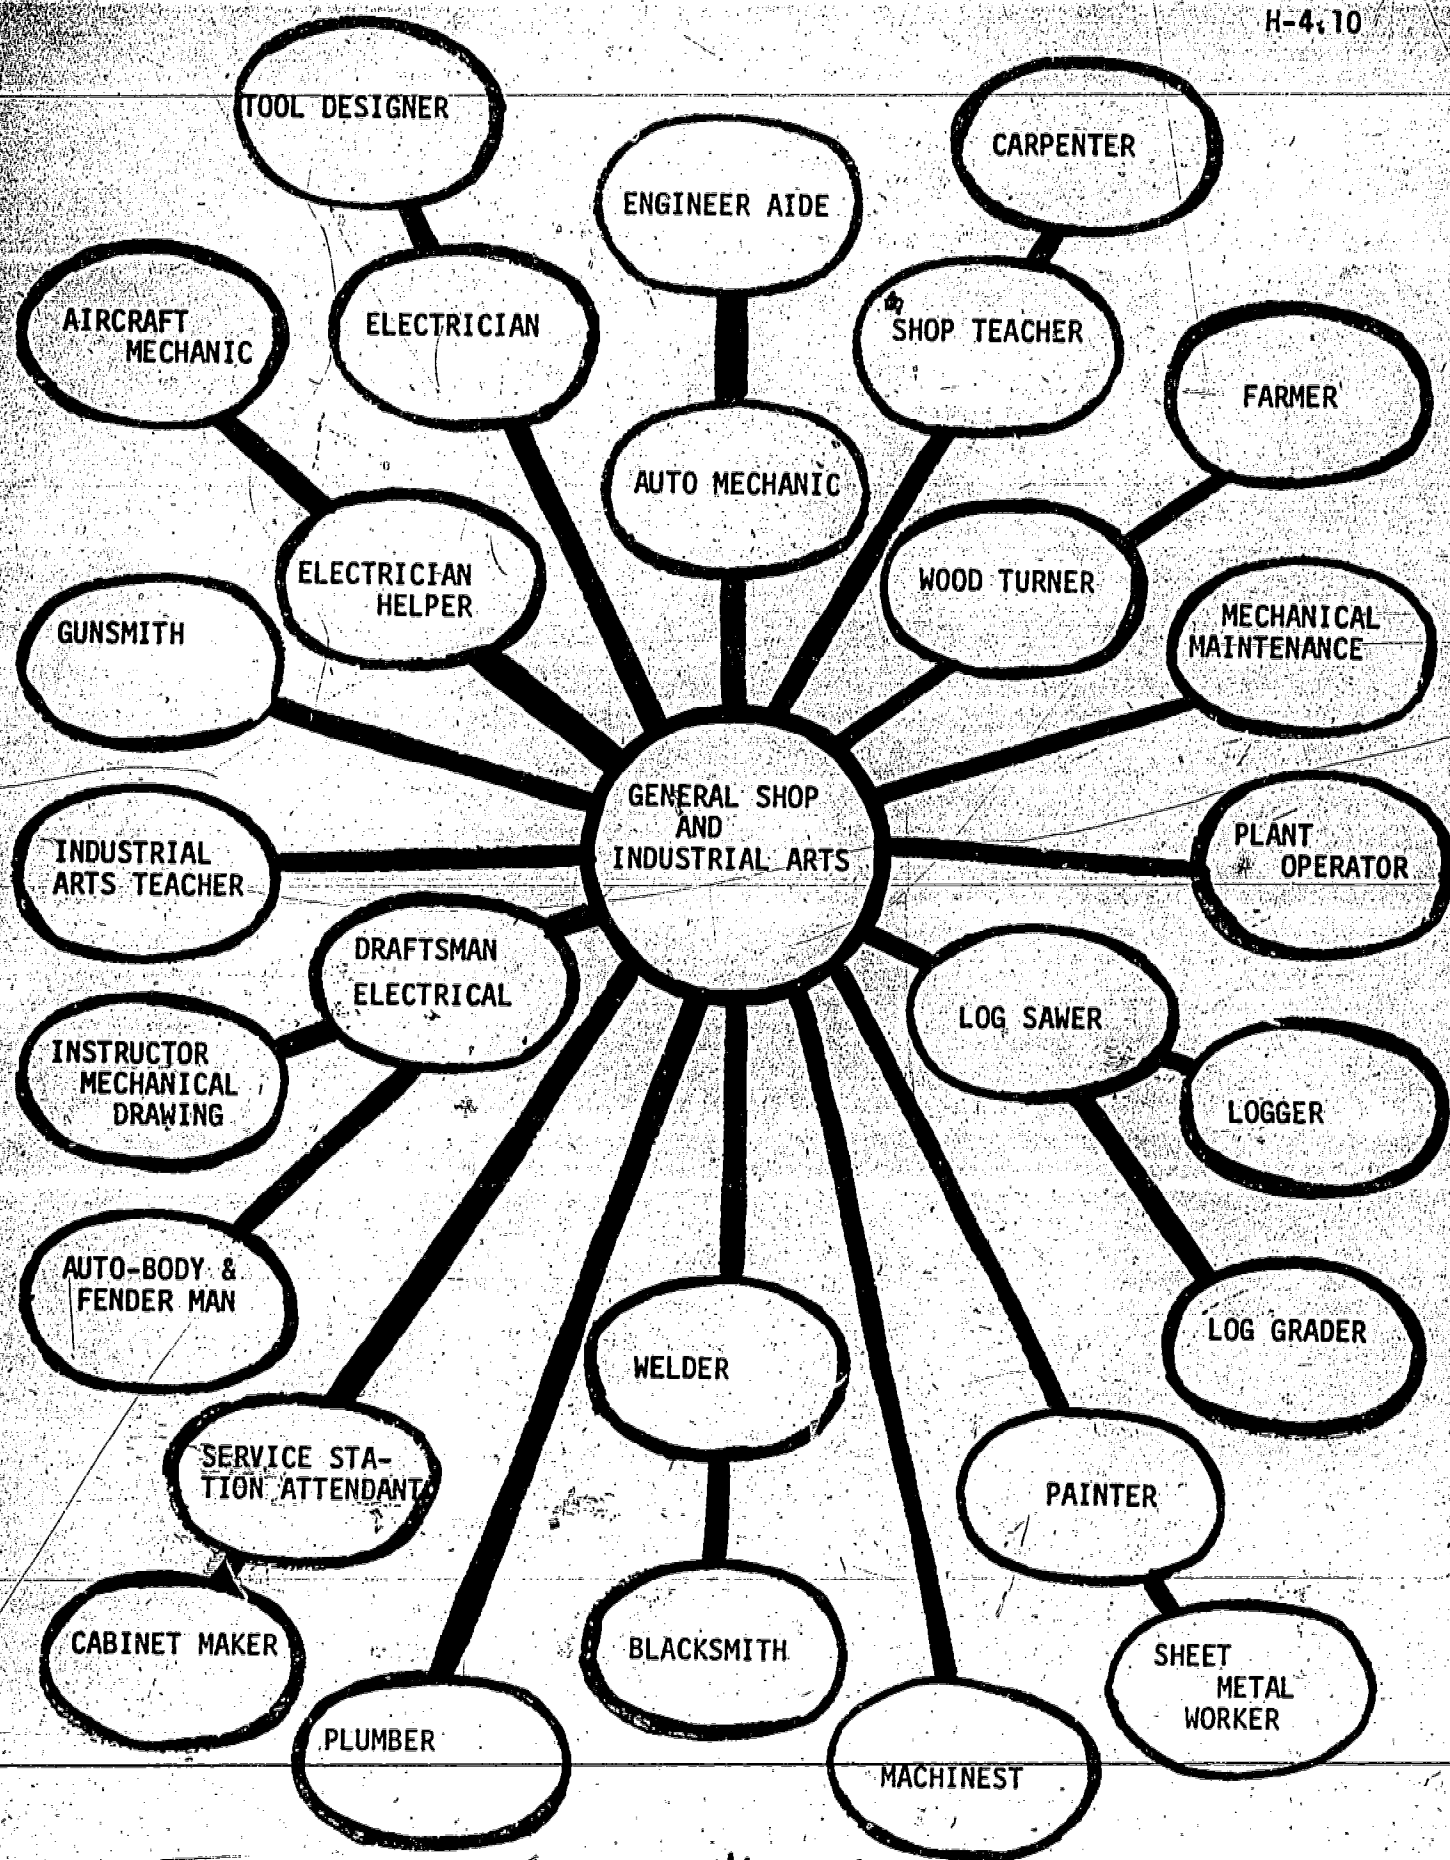 H-4.10
TOOL DESIGNER
CARPENTER
ENGINEER AIDE
AIRCRAFT
MECHANIC
ELECTRICIAN
SHOP TEACHER
FARMER
AUTO MECHANIC
ELECTRICIAN
HELPER
WOOD TURNER
GUNSMITH
MECHANICAL
MAINTENANCE
GENERAL SHOP
AND
INDUSTRIAL ARTS
INDUSTRIAL
ARTS TEACHER
PLANT
OPERATOR
DRAFTSMAN
ELECTRICAL
LOG SAWER
INSTRUCTOR
MECHANICAL
DRAWING
LOGGER
AUTO-BODY &
FENDER MAN
LOG GRADER
WELDER
SERVICE STA-
TION ATTENDANT
PAINTER
CABINET MAKER
BLACKSMITH
SHEET
METAL
WORKER
PLUMBER
MACHINEST